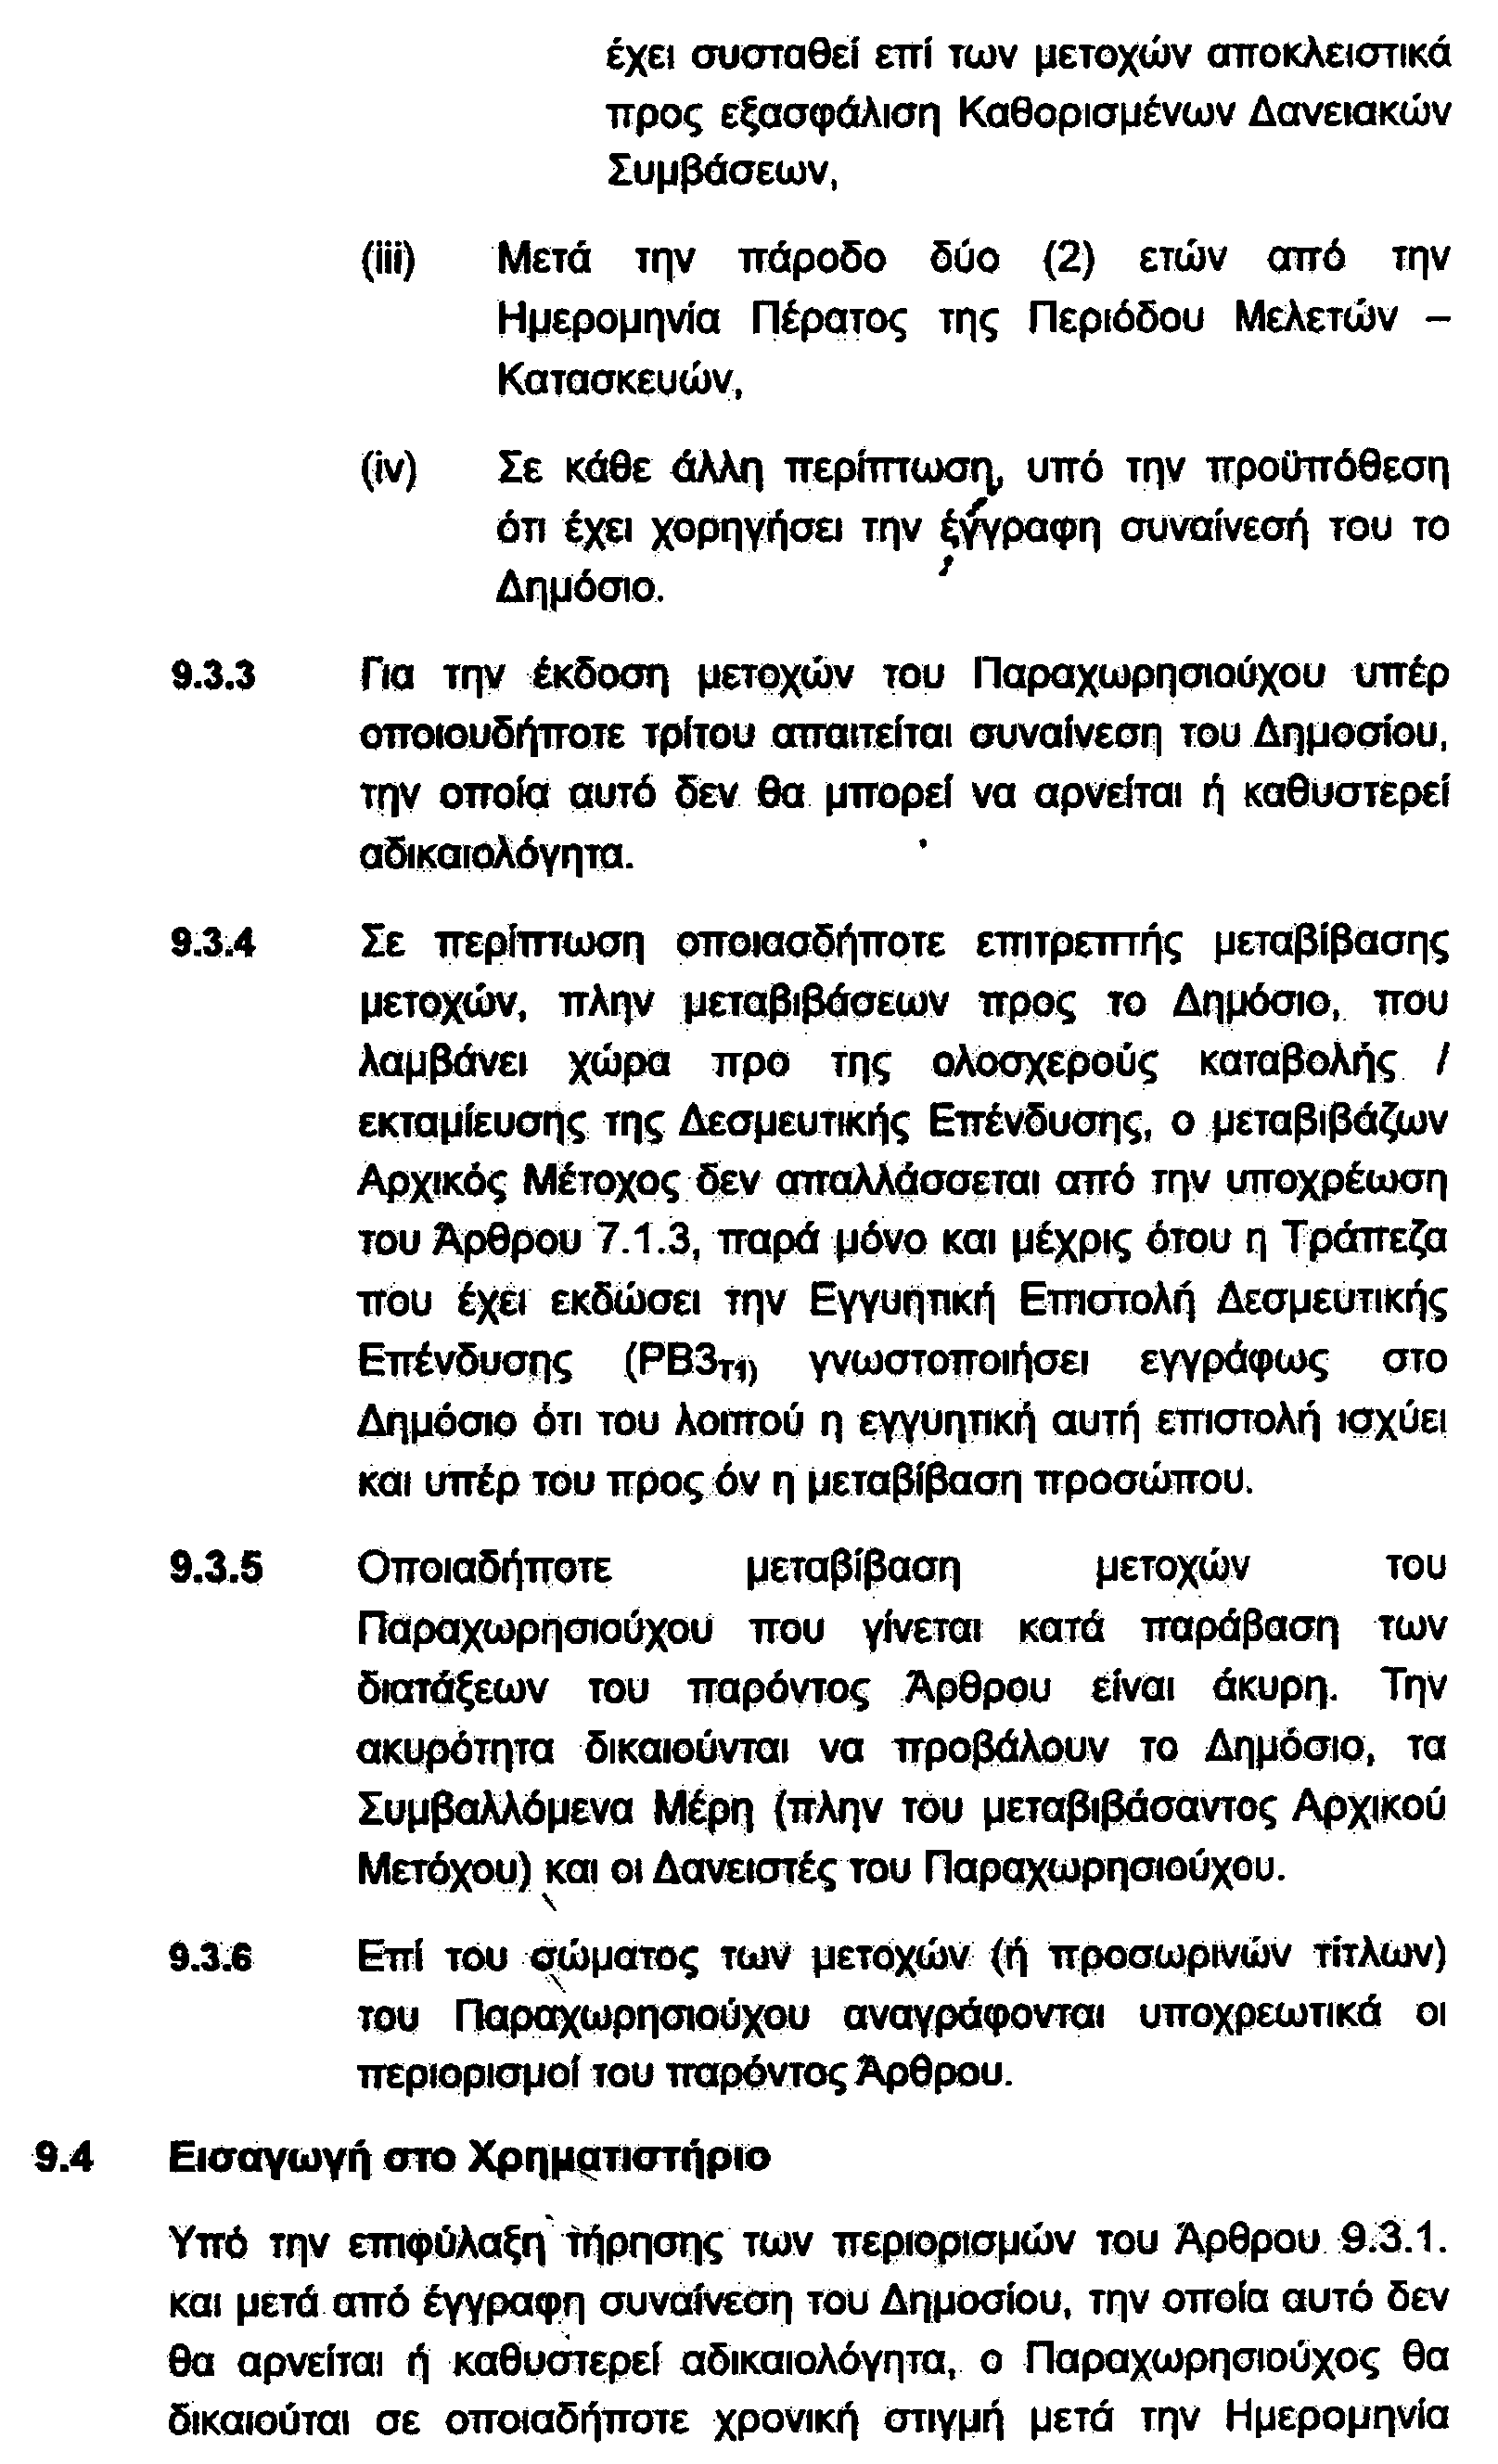 έχει συσταθεί επί των μετοχών αποκλειστικά
προς εξασφάλιση Καθορισμένων Δανειακών
Συμβάσεων,
(iii) Μετά την πάροδο δύο (2) ετών από την
Ημερομηνία Πέρατος της Περιόδου Μελετών –
Κατασκευών,
(iv) Σε κάθε άλλη περίπτωση, υπό την προϋπόθεση
ότι έχει χορηγήσει την έγγραφη συναίνεσή του το
Δημόσιο.
9.3.3 Για την έκδοση μετοχών του Παραχωρησιούχου υπέρ
οποιουδήποτε τρίτου απαιτείται συναίνεση του Δημοσίου,
την οποία αυτό δεν θα μπορεί να αρνείται ή καθυστερεί
αδικαιολόγητα.
9.3.4 Σε περίπτωση οποιασδήποτε επιτρεπτής μεταβίβασης
μετοχών, πλην μεταβιβάσεων προς το Δημόσιο, που
λαμβάνει χώρα προ της ολοσχερούς καταβολής /
εκταμίευσής της Δεσμευτικής Επένδυσης, ο μεταβιβάζων
Αρχικός Μέτοχος δεν απαλλάσσεται από την υποχρέωση
του Άρθρου 7.1.3, παρά μόνο και μέχρις ότου η Τράπεζα
που έχει εκδώσει την Εγγυητική Επιστολή Δεσμευτικής
Επένδυσης (PB3T1) γνωστοποιήσει εγγράφως στο
Δημόσιο ότι του λοιπού η εγγυητική αυτή επιστολή ισχύει
και υπέρ του προς όν η μεταβίβαση προσώπου.
9.3.5 Οποιαδήποτε μεταβίβαση μετοχών του
Παραχωρησιούχου που γίνεται κατά παράβαση των
διατάξεων του παρόντος Άρθρου είναι άκυρη. Την
ακυρότητα δικαιούνται να προβάλουν το Δημόσιο, τα
Συμβαλλόμενα Μέρη (πλην του μεταβιβάσαντος Αρχικού
Μετόχου) και οι Δανειστές του Παραχωρησιούχου.
9.3.6 Επί του σώματος των μετοχών (ή προσωρινών τίτλων)
του Παραχωρησιούχου αναγράφονται υποχρεωτικά οι
περιορισμοί του παρόντος Άρθρου.
9.4 Εισαγωγή στο Χρηματιστήριο
Υπό την επιφύλαξη τήρησης των περιορισμών του Άρθρου 9.3.1.
και μετά από έγγραφη συναίνεση του Δημοσίου, την οποία αυτό δεν
θα αρνείται ή καθυστερεί αδικαιολόγητα, ο Παραχωρησιούχος θα
δικαιούται σε οποιαδήποτε χρονική στιγμή μετά την Ημερομηνία